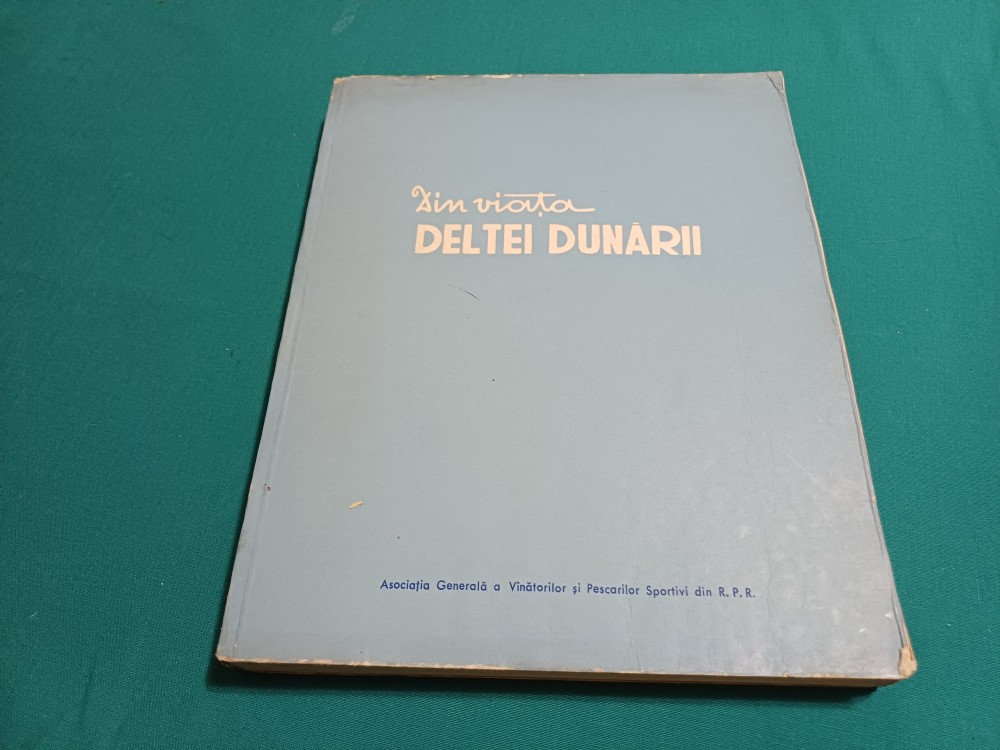 Din viața
DELTEI DUNĂRII
Asociația Generală a Vînătorilor și Pescarilor Sportivi din R. P. R.